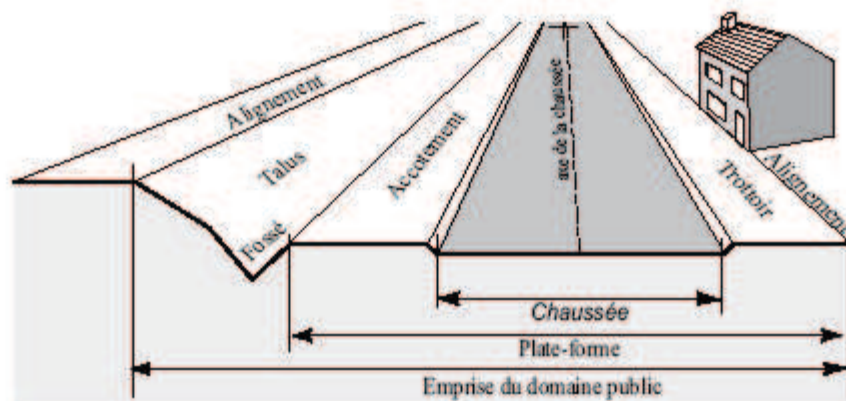 Alignement
Talus
Fossé
Accotement
axe de la chaussée
Trottoir
Alignement
Chaussée
Plate-forme
Emprise du domaine public